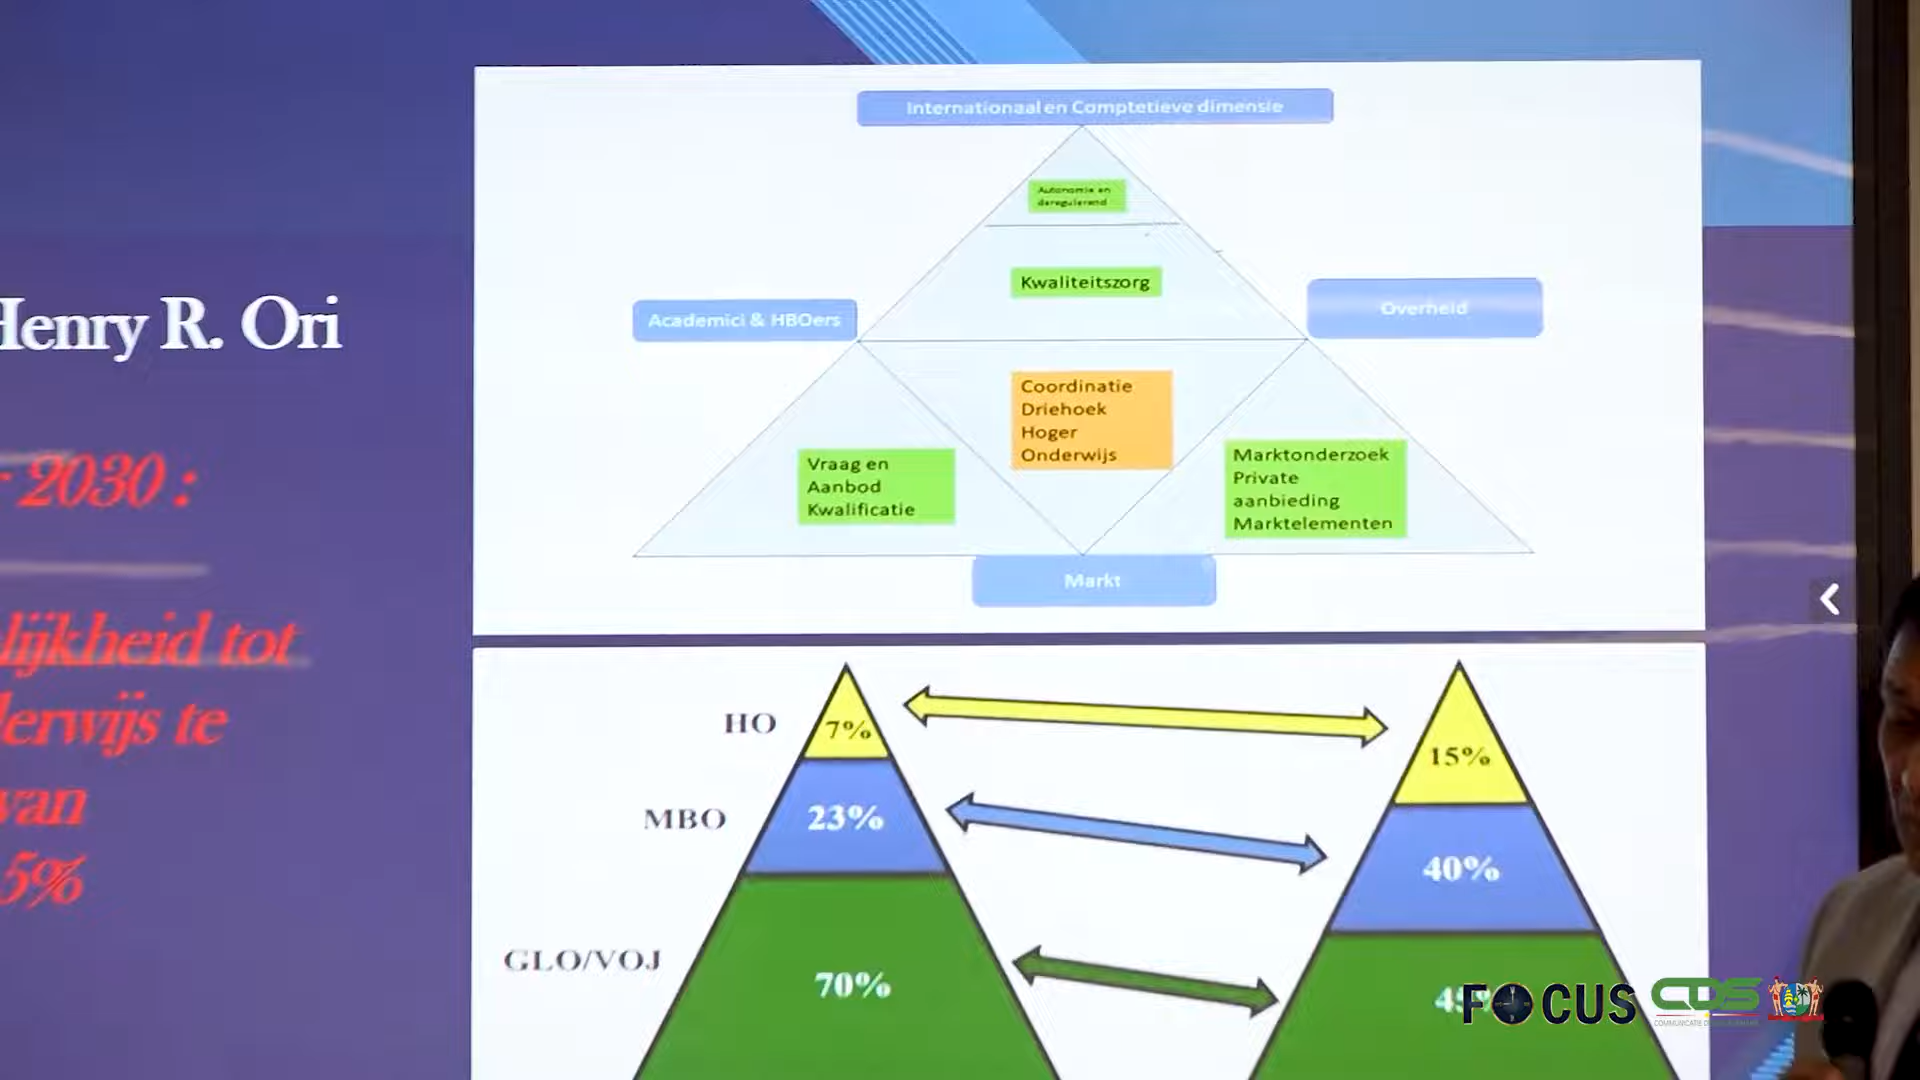 Henry R. Ori
2030 :
lijkheid tot
derwijs te
van
5%
Internationaal en Comptetieve dimensie
Autonomie en
deregulerend
Kwaliteitszorg
Academici & HBOers
Overheid
Coordinatie
Driehoek
Hoger
Onderwijs
Vraag en
Aanbod
Kwalificatie
Marktonderzoek
Private
aanbieding
Marktelementen
Markt
HO
7%
15%
MBO
23%
40%
GLO/VOJ
70%
FOCUS
CDS